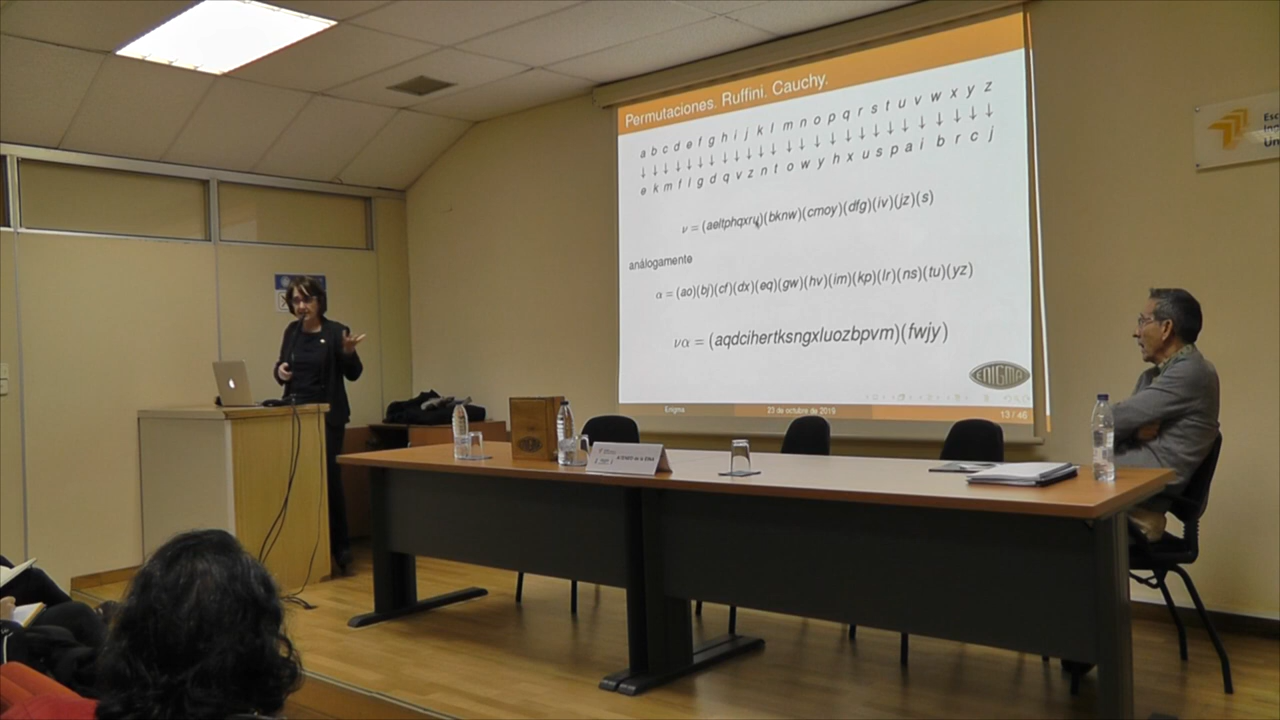 Permutaciones. Ruffini. Cauchy.
a b c d e f g h i j k l m n o p q r s t u v w x y z
↓ ↓ ↓ ↓ ↓ ↓ ↓ ↓ ↓ ↓ ↓ ↓ ↓ ↓ ↓ ↓ ↓ ↓ ↓ ↓ ↓ ↓ ↓ ↓ ↓ ↓
e k m f l g d q v z n t o w y h x u s p a i b r c j
ν = (aeltphqxru)(bknw)(cmoy)(dfg)(iv)(jz)(s)
análogamente
α = (ao)(bj)(cf)(dx)(eq)(gw)(hv)(im)(kp)(lr)(ns)(tu)(yz)
να = (aqdcihertksngxluozbpvm)(fwjy)
ENIGMA
Enigma
23 de octubre de 2019
13 / 46